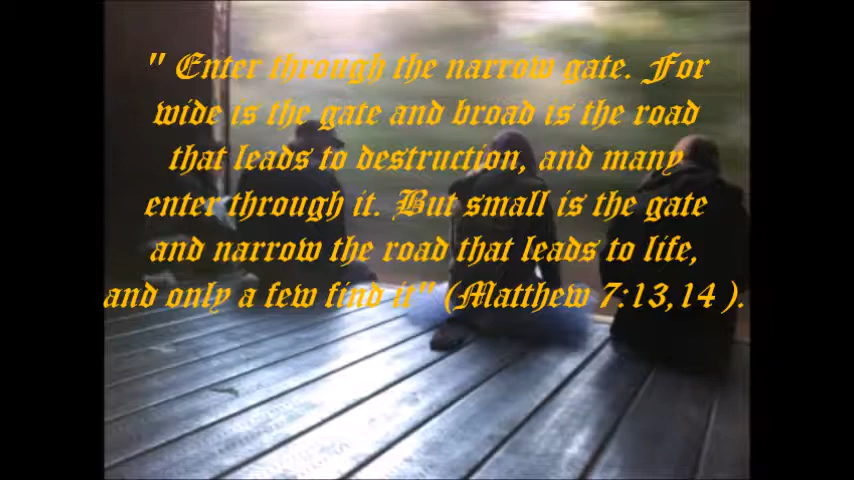 " Enter through the narrow gate. For
wide is the gate and broad is the road
that leads to destruction, and many
enter through it. But small is the gate
and narrow the road that leads to life,
and only a few find it" (Matthew 7:13,14 ).